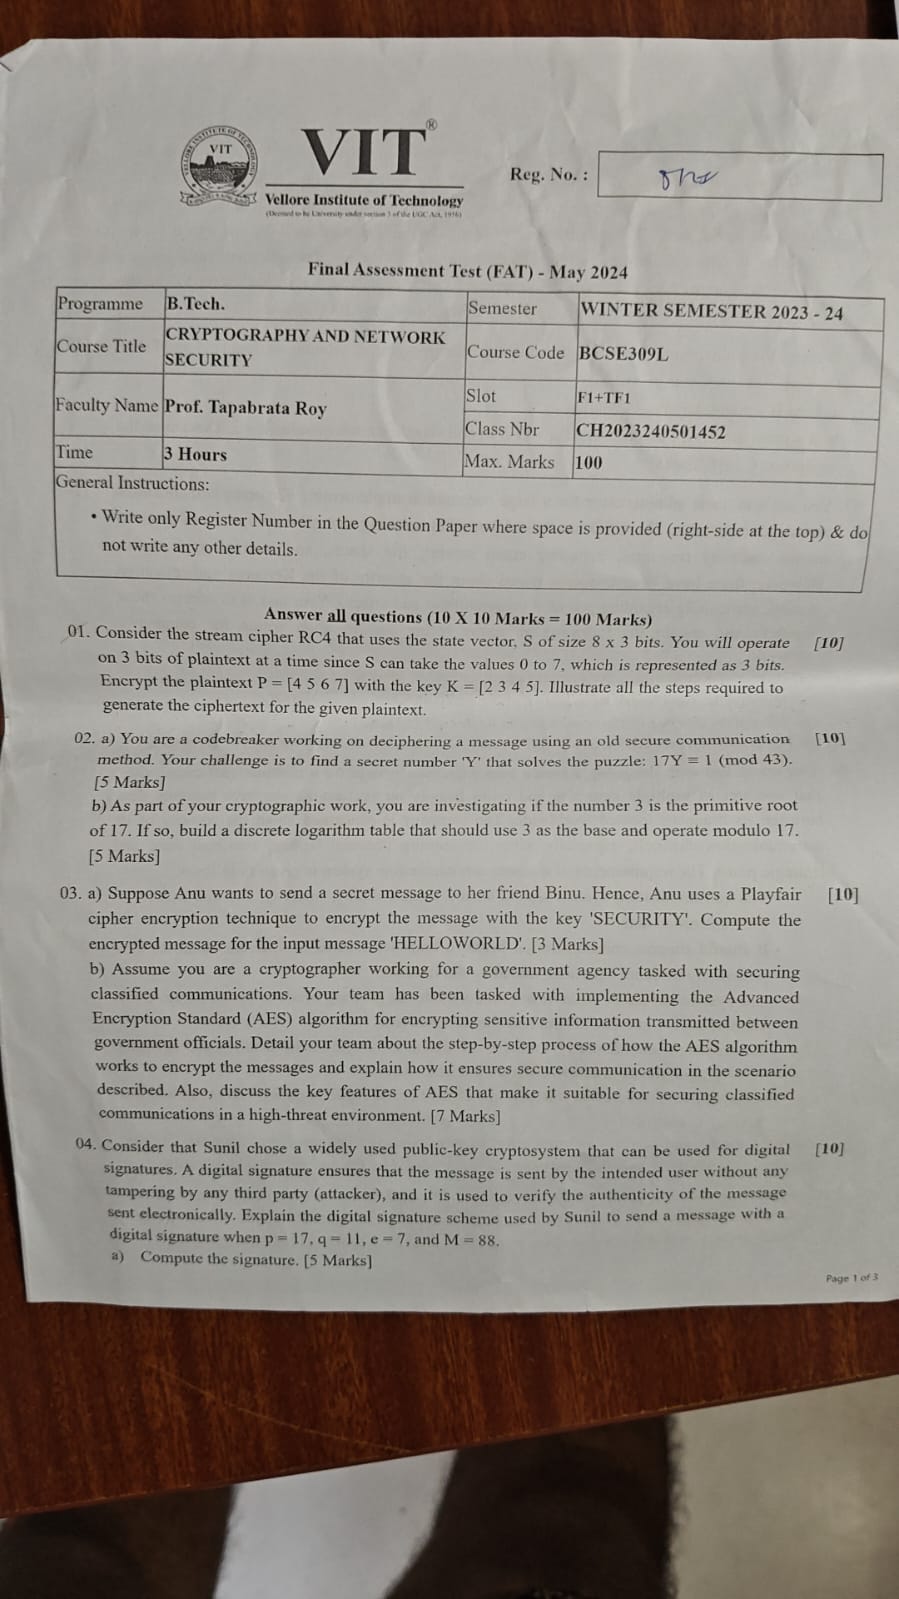 VIT®
VIT
Vellore Institute of Technology
(Deemed to be University under section 3 of the UGC Act, 1956)
Reg. No. :
Final Assessment Test (FAT) - May 2024
Programme B.Tech. Semester WINTER SEMESTER 2023 - 24
Course Title CRYPTOGRAPHY AND NETWORK SECURITY Course Code BCSE309L
Faculty Name Prof. Tapabrata Roy Slot F1+TF1
Class Nbr CH2023240501452
Time 3 Hours Max. Marks 100
General Instructions:
• Write only Register Number in the Question Paper where space is provided (right-side at the top) & do
not write any other details.
Answer all questions (10 X 10 Marks = 100 Marks)
01. Consider the stream cipher RC4 that uses the state vector, S of size 8 x 3 bits. You will operate [10]
on 3 bits of plaintext at a time since S can take the values 0 to 7, which is represented as 3 bits.
Encrypt the plaintext P = [4 5 6 7] with the key K = [2 3 4 5]. Illustrate all the steps required to
generate the ciphertext for the given plaintext.
02. a) You are a codebreaker working on deciphering a message using an old secure communication [10]
method. Your challenge is to find a secret number 'Y' that solves the puzzle: 17Y ≡ 1 (mod 43).
[5 Marks]
b) As part of your cryptographic work, you are investigating if the number 3 is the primitive root
of 17. If so, build a discrete logarithm table that should use 3 as the base and operate modulo 17.
[5 Marks]
03. a) Suppose Anu wants to send a secret message to her friend Binu. Hence, Anu uses a Playfair [10]
cipher encryption technique to encrypt the message with the key 'SECURITY'. Compute the
encrypted message for the input message 'HELLOWORLD'. [3 Marks]
b) Assume you are a cryptographer working for a government agency tasked with securing
classified communications. Your team has been tasked with implementing the Advanced
Encryption Standard (AES) algorithm for encrypting sensitive information transmitted between
government officials. Detail your team about the step-by-step process of how the AES algorithm
works to encrypt the messages and explain how it ensures secure communication in the scenario
described. Also, discuss the key features of AES that make it suitable for securing classified
communications in a high-threat environment. [7 Marks]
04. Consider that Sunil chose a widely used public-key cryptosystem that can be used for digital [10]
signatures. A digital signature ensures that the message is sent by the intended user without any
tampering by any third party (attacker), and it is used to verify the authenticity of the message
sent electronically. Explain the digital signature scheme used by Sunil to send a message with a
digital signature when p = 17, q = 11, e = 7, and M = 88.
a) Compute the signature. [5 Marks]
Page 1 of 3